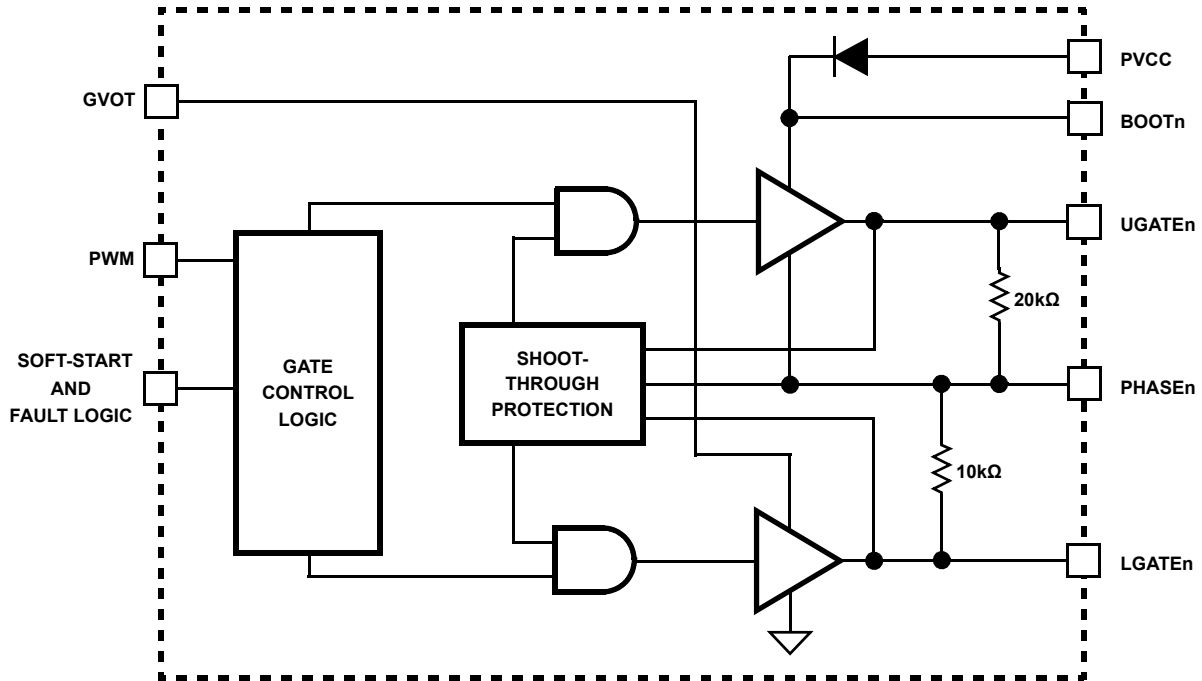 PVCC
GVOT
BOOTn
UGATEn
PWM
20kΩ
SOFT-START
AND
FAULT LOGIC
GATE
CONTROL
LOGIC
SHOOT-
THROUGH
PROTECTION
PHASEn
10kΩ
LGATEn